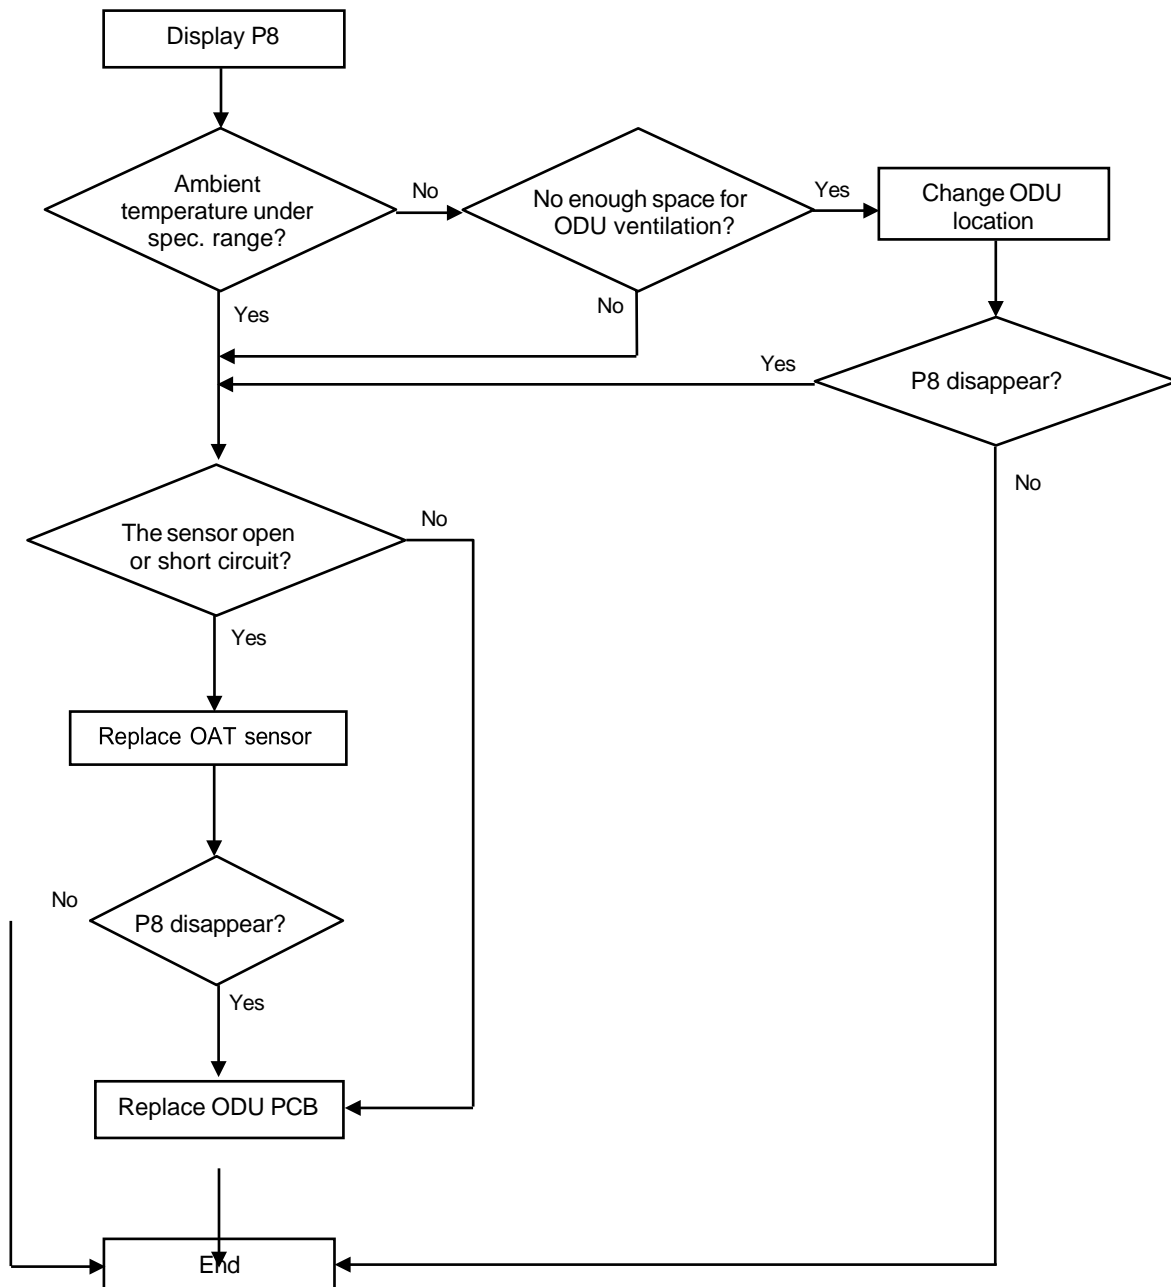 Display P8
Ambient
temperature under
spec. range?
No
No enough space for
ODU ventilation?
Yes
Change ODU
location
Yes
No
Yes
P8 disappear?
No
The sensor open
or short circuit?
No
Yes
Replace OAT sensor
No
P8 disappear?
Yes
Replace ODU PCB
End